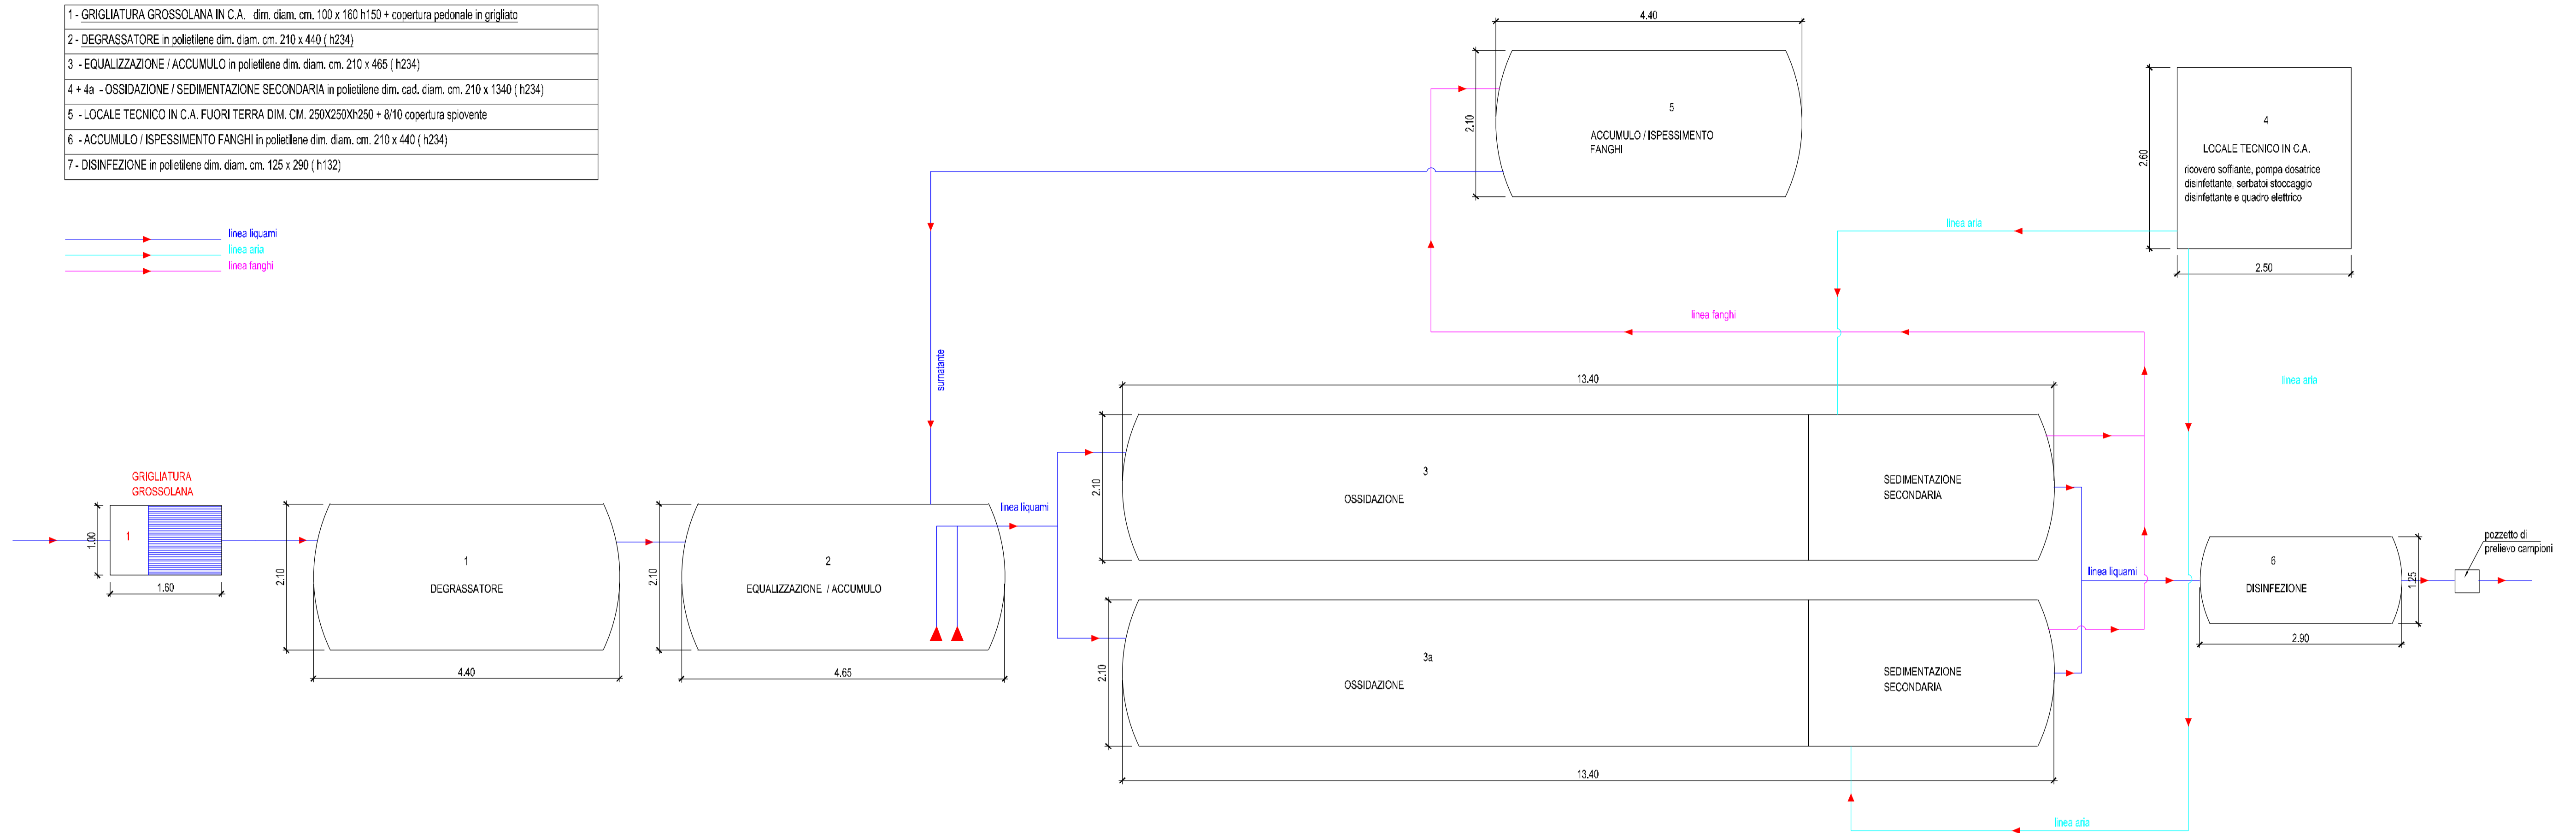 1 - GRIGLIATURA GROSSOLANA IN C.A. dim. diam. cm. 100 x 160 h150 + copertura pedonale in grigliato
2 - DEGRASSATORE in polietilene dim. diam. cm. 210 x 440 ( h234)
3 - EQUALIZZAZIONE / ACCUMULO in polietilene dim. diam. cm. 210 x 465 ( h234)
4 + 4a - OSSIDAZIONE / SEDIMENTAZIONE SECONDARIA in polietilene dim. cad. diam. cm. 210 x 1340 ( h234)
5 - LOCALE TECNICO IN C.A. FUORI TERRA DIM. CM. 250X250Xh250 + 8/10 copertura spiovente
6 - ACCUMULO / ISPESSIMENTO FANGHI in polietilene dim. diam. cm. 210 x 440 ( h234)
7 - DISINFEZIONE in polietilene dim. diam. cm. 125 x 290 ( h132)
linea liquami
linea aria
linea fanghi
4.40
2.10
5
ACCUMULO / ISPESSIMENTO
FANGHI
2.60
4
LOCALE TECNICO IN C.A.
ricovero soffiante, pompa dosatrice
disinfettante, serbatoi stoccaggio
disinfettante e quadro elettrico
2.50
linea aria
linea fanghi
surnatante
linea aria
GRIGLIATURA
GROSSOLANA
1.00
1
1.60
2.10
1
DEGRASSATORE
4.40
2.10
2
EQUALIZZAZIONE / ACCUMULO
4.65
linea liquami
13.40
2.10
3
OSSIDAZIONE
SEDIMENTAZIONE
SECONDARIA
2.10
3a
OSSIDAZIONE
SEDIMENTAZIONE
SECONDARIA
13.40
linea liquami
6
DISINFEZIONE
1.25
2.90
pozzetto di
prelievo campioni
linea aria